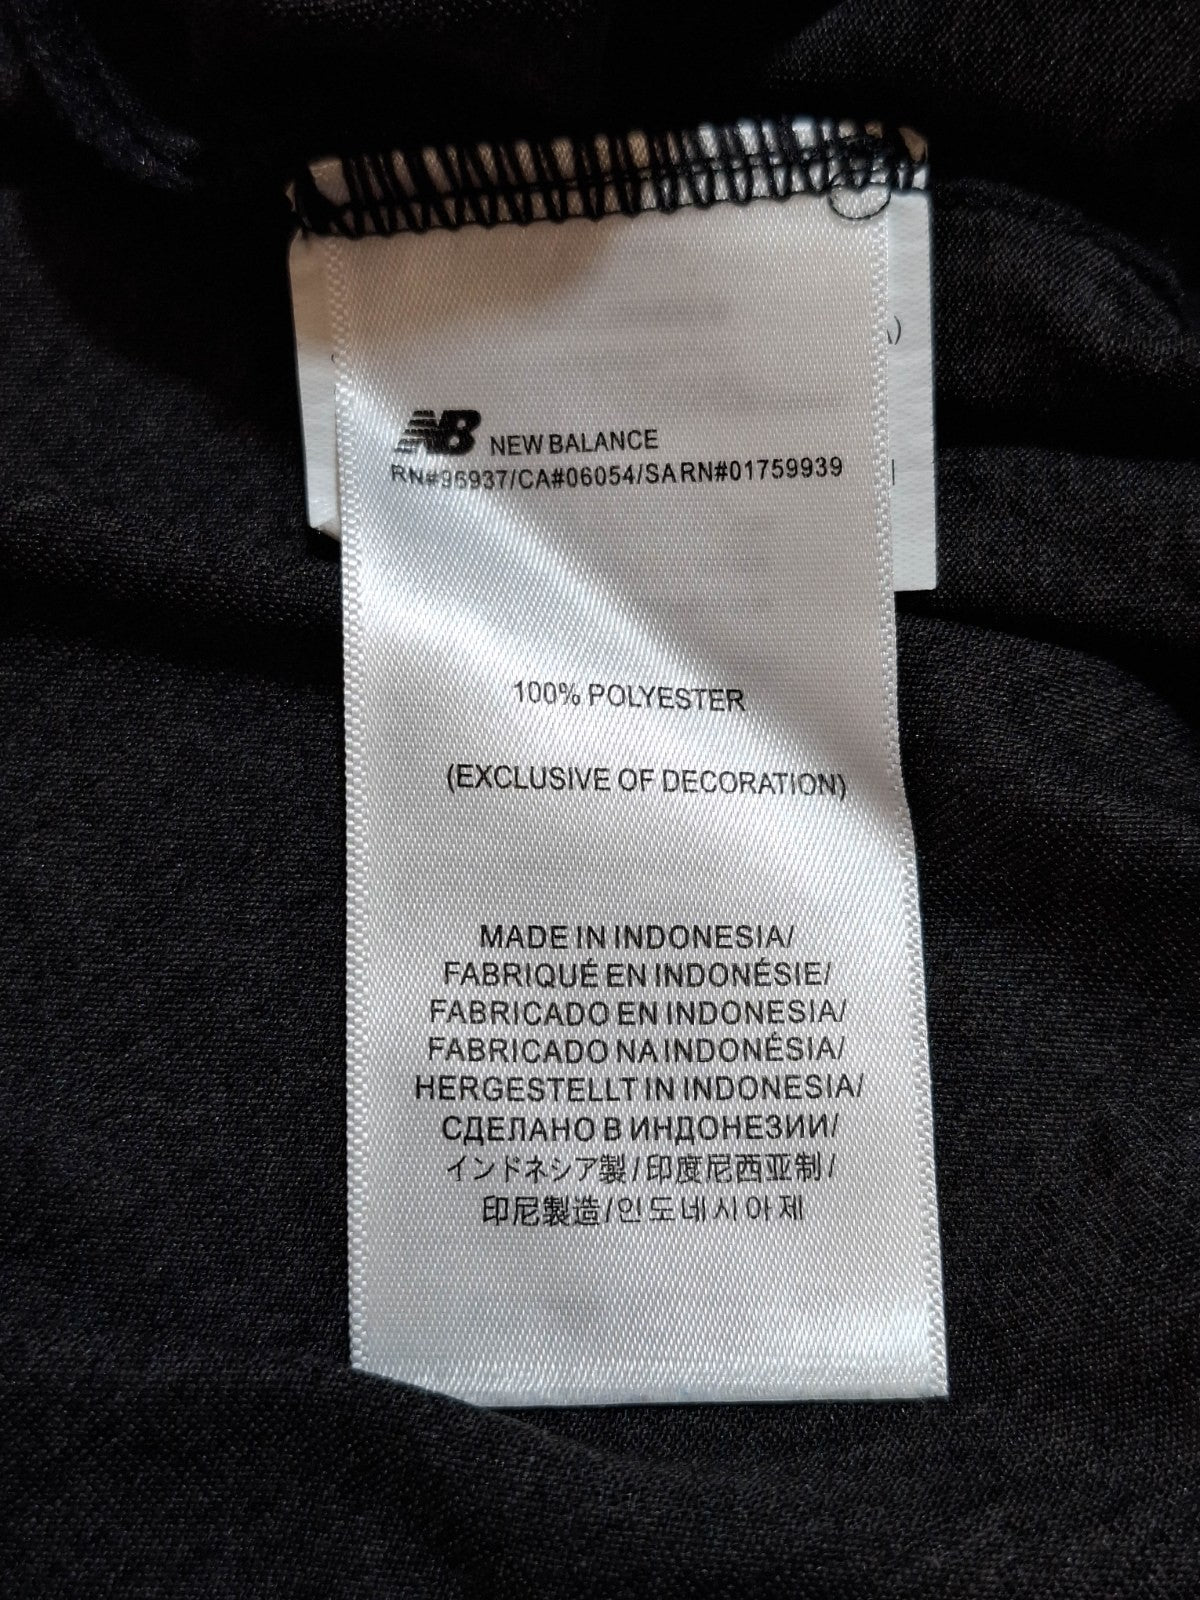 NB NEW BALANCE
RN#96937/CA#06054/SARN#01759939
100% POLYESTER
(EXCLUSIVE OF DECORATION)
MADE IN INDONESIA/
FABRIQUÉ EN INDONÉSIE/
FABRICADO EN INDONESIA/
FABRICADO NA INDONÉSIA/
HERGESTELLT IN INDONESIA/
СДЕЛАНО В ИНДОНЕЗИИ/
インドネシア製/印度尼西亚制/
印尼製造/인도네시아제